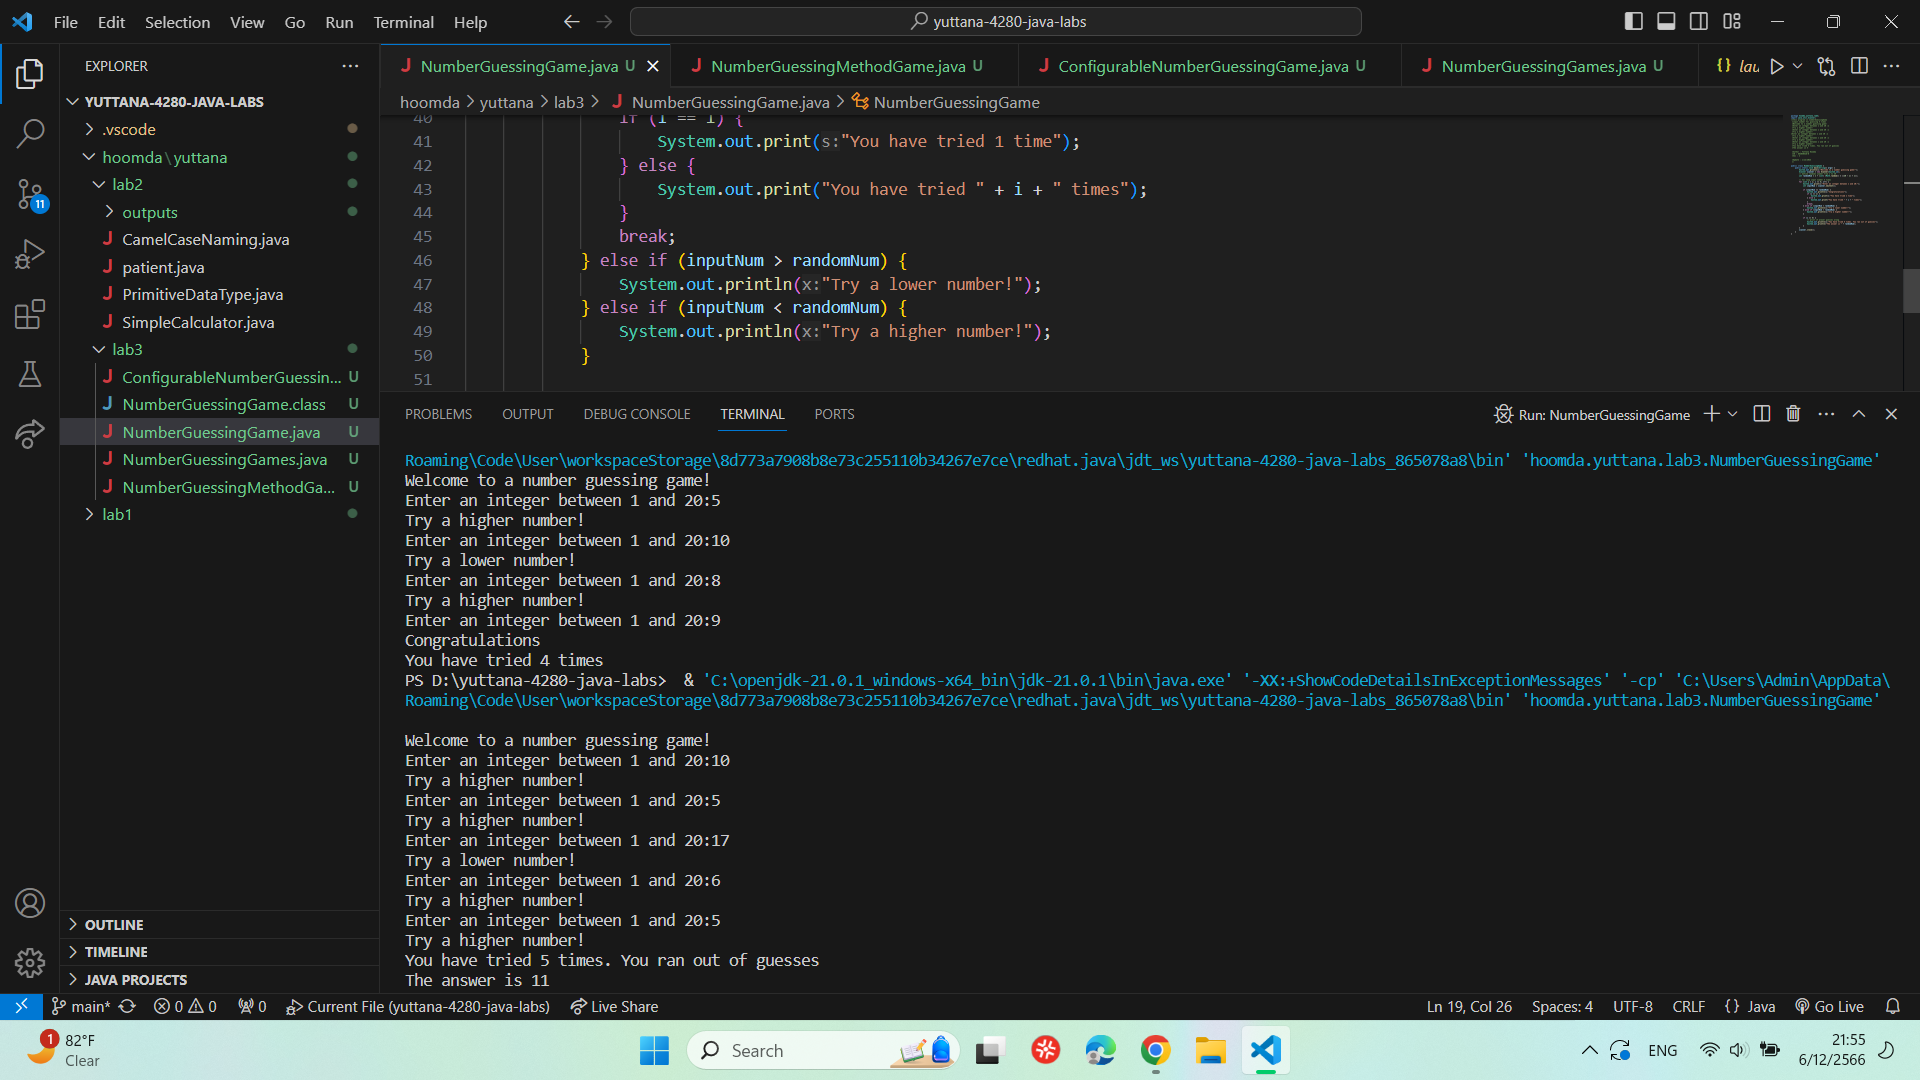 File Edit Selection View Go Run Terminal Help
yuttana-4280-java-labs
EXPLORER
YUTTANA-4280-JAVA-LABS
.vscode
hoomda\yuttana
lab2
outputs
CamelCaseNaming.java
patient.java
PrimitiveDataType.java
SimpleCalculator.java
lab3
ConfigurableNumberGuessin... U
NumberGuessingGame.class U
NumberGuessingGame.java U
NumberGuessingGames.java U
NumberGuessingMethodGa... U
lab1
OUTLINE
TIMELINE
JAVA PROJECTS
11
NumberGuessingGame.java U NumberGuessingMethodGame.java U ConfigurableNumberGuessingGame.java U NumberGuessingGames.java U {} lau
hoomda > yuttana > lab3 > NumberGuessingGame.java > NumberGuessingGame
40 if (i == 1) {
41 System.out.print(s:"You have tried 1 time");
42 } else {
43 System.out.print("You have tried " + i + " times");
44 }
45 break;
46 } else if (inputNum > randomNum) {
47 System.out.println(x:"Try a lower number!");
48 } else if (inputNum < randomNum) {
49 System.out.println(x:"Try a higher number!");
50 }
51
PROBLEMS OUTPUT DEBUG CONSOLE TERMINAL PORTS
Run: NumberGuessingGame
Roaming\Code\User\workspaceStorage\8d773a7908b8e73c255110b34267e7ce\redhat.java\jdt_ws\yuttana-4280-java-labs_865078a8\bin' 'hoomda.yuttana.lab3.NumberGuessingGame'
Welcome to a number guessing game!
Enter an integer between 1 and 20:5
Try a higher number!
Enter an integer between 1 and 20:10
Try a lower number!
Enter an integer between 1 and 20:8
Try a higher number!
Enter an integer between 1 and 20:9
Congratulations
You have tried 4 times
PS D:\yuttana-4280-java-labs>  & 'C:\openjdk-21.0.1_windows-x64_bin\jdk-21.0.1\bin\java.exe' '-XX:+ShowCodeDetailsInExceptionMessages' '-cp' 'C:\Users\Admin\AppData\
Roaming\Code\User\workspaceStorage\8d773a7908b8e73c255110b34267e7ce\redhat.java\jdt_ws\yuttana-4280-java-labs_865078a8\bin' 'hoomda.yuttana.lab3.NumberGuessingGame'
Welcome to a number guessing game!
Enter an integer between 1 and 20:10
Try a higher number!
Enter an integer between 1 and 20:5
Try a higher number!
Enter an integer between 1 and 20:17
Try a lower number!
Enter an integer between 1 and 20:6
Try a higher number!
Enter an integer between 1 and 20:5
Try a higher number!
You have tried 5 times. You ran out of guesses
The answer is 11
main* 0 0 0 Current File (yuttana-4280-java-labs) Live Share
Ln 19, Col 26 Spaces: 4 UTF-8 CRLF {} Java Go Live
1
82°F
Clear
Search
ENG
21:55
6/12/2566